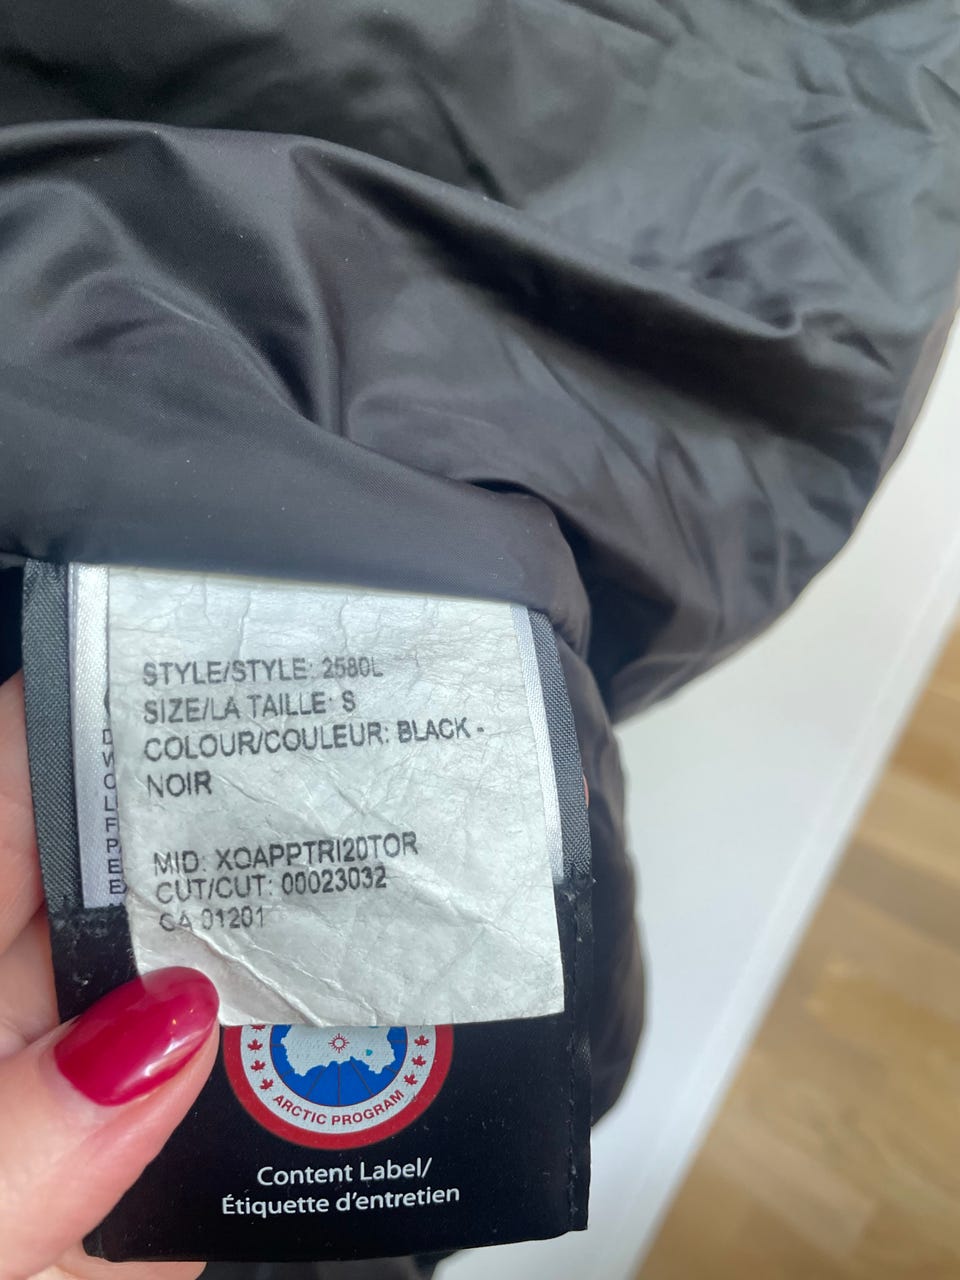 STYLE/STYLE: 2580L
SIZE/LA TAILLE: S
COLOUR/COULEUR: BLACK -
NOIR
MID: XOAPPTRI20TOR
CUT/CUT: 00023032
CA 01201
ARCTIC PROGRAM
Content Label/
Étiquette d'entretien